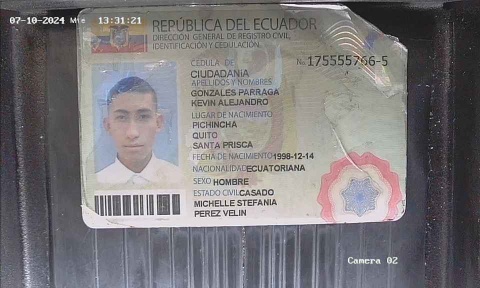 07-10-2024 Mie 13:31:21
REPÚBLICA DEL ECUADOR
DIRECCIÓN GENERAL DE REGISTRO CIVIL,
IDENTIFICACIÓN Y CEDULACIÓN.
CÉDULA DE No. 175555766-5
CIUDADANIA
APELLIDOS Y NOMBRES
GONZALES PARRAGA
KEVIN ALEJANDRO
LUGAR DE NACIMIENTO
PICHINCHA
QUITO
SANTA PRISCA
FECHA DE NACIMIENTO 1998-12-14
NACIONALIDAD ECUATORIANA
SEXO HOMBRE
ESTADO CIVIL CASADO
MICHELLE STEFANIA
PEREZ VELIN
Camera 02